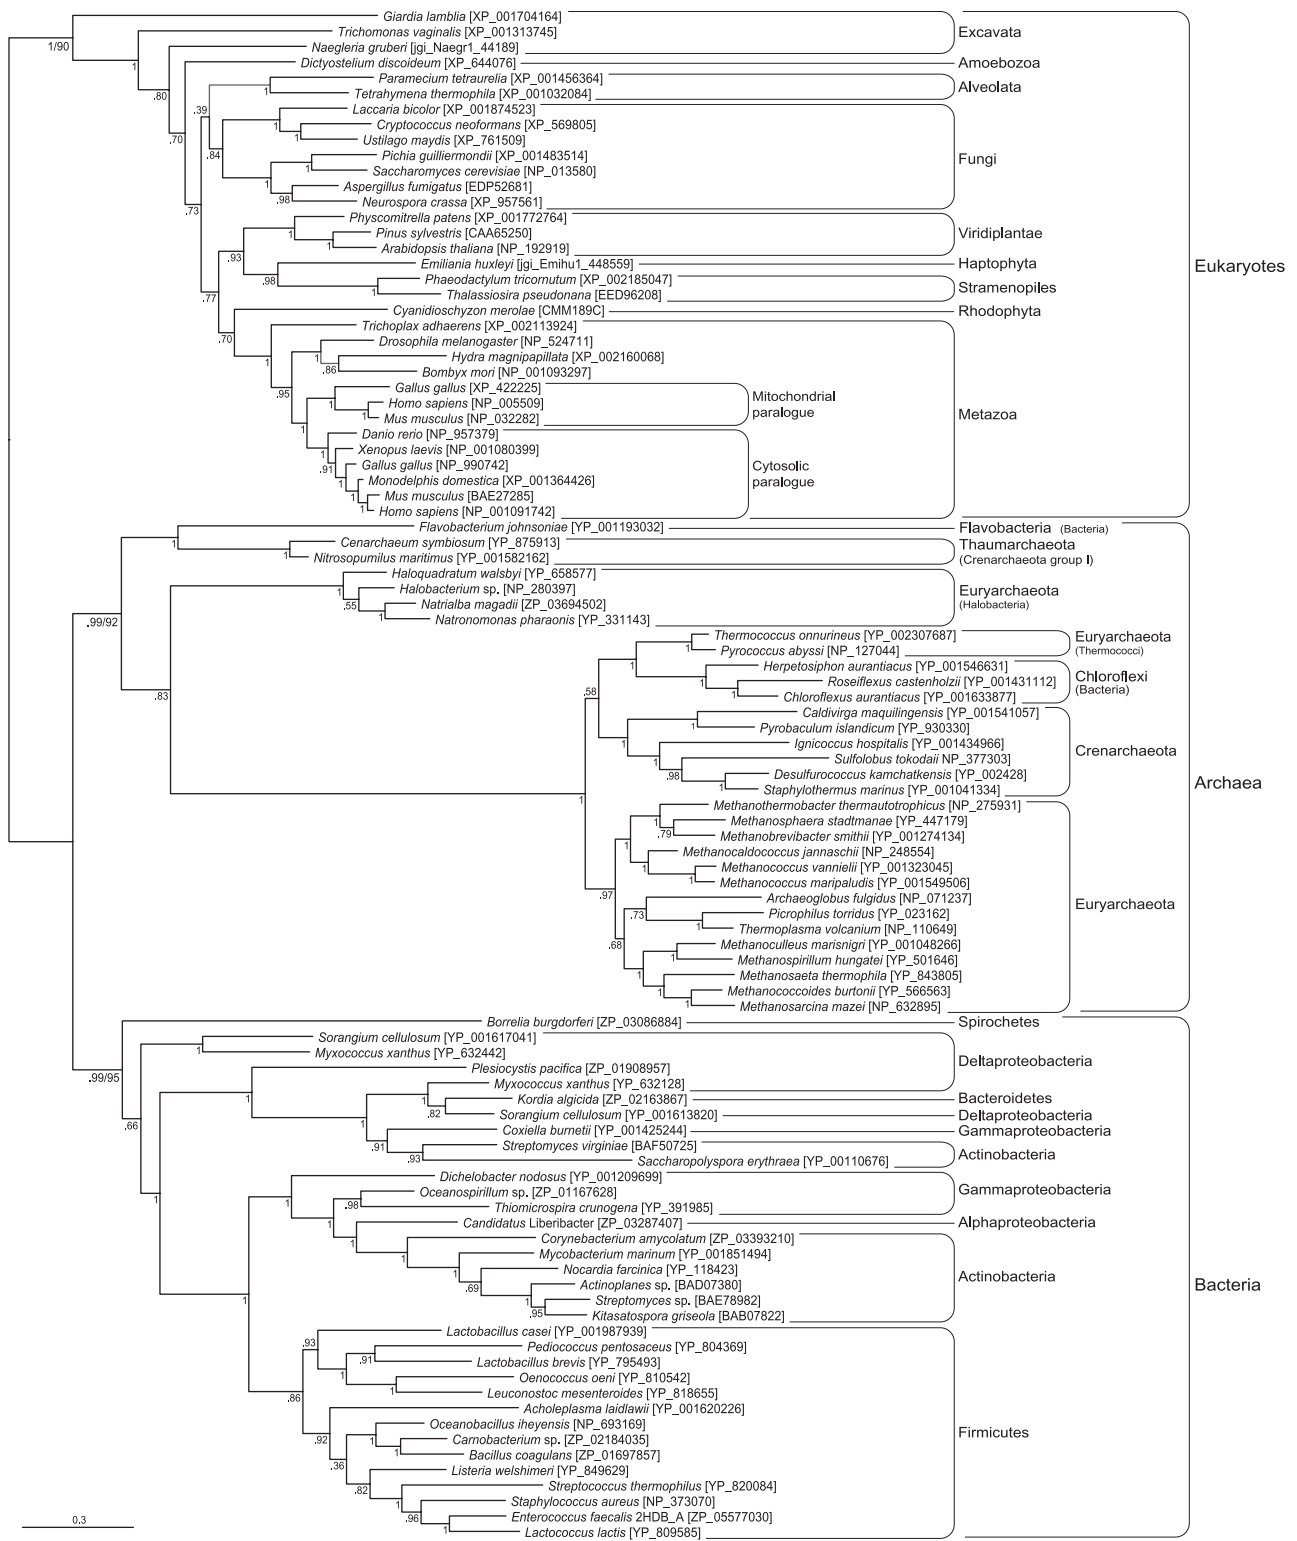 Giardia lamblia [XP_001704164]
Trichomonas vaginalis [XP_001313745]
Excavata
1/90
Naegleria gruberi [jgi_Naegr1_44189]
1
Dictyostelium discoideum [XP_644076]
Amoebozoa
Paramecium tetraurelia [XP_001456364]
Alveolata
.80
1
Tetrahymena thermophila [XP_001032084]
.39
Laccaria bicolor [XP_001874523]
1
Cryptococcus neoformans [XP_569805]
.70
1
Ustilago maydis [XP_761509]
.84
Pichia guilliermondii [XP_001483514]
Fungi
1
Saccharomyces cerevisiae [NP_013580]
1
Aspergillus fumigatus [EDP52681]
.98
Neurospora crassa [XP_957561]
.73
Physcomitrella patens [XP_001772764]
1
Pinus sylvestris [CAA65250]
Viridiplantae
1
Arabidopsis thaliana [NP_192919]
.93
Emiliania huxleyi [jgi_Emihu1_448559]
Haptophyta
Eukaryotes
.98
Phaeodactylum tricornutum [XP_002185047]
Stramenopiles
1
Thalassiosira pseudonana [EED96208]
.77
Cyanidioschyzon merolae [CMM189C]
Rhodophyta
.70
Trichoplax adhaerens [XP_002113924]
Drosophila melanogaster [NP_524711]
1
1
Hydra magnipapillata [XP_002160068]
.86
Bombyx mori [NP_001093297]
.95
Gallus gallus [XP_422225]
Mitochondrial
paralogue
1
Homo sapiens [NP_005509]
1
Mus musculus [NP_032282]
Metazoa
1
Danio rerio [NP_957379]
1
Xenopus laevis [NP_001080399]
.91
Gallus gallus [NP_990742]
Cytosolic
paralogue
1
Monodelphis domestica [XP_001364426]
1
Mus musculus [BAE27285]
1
Homo sapiens [NP_001091742]
Flavobacterium johnsoniae [YP_001193032]
Flavobacteria (Bacteria)
1
Cenarchaeum symbiosum [YP_875913]
Thaumarchaeota
(Crenarchaeota group I)
1
Nitrosopumilus maritimus [YP_001582162]
Haloquadratum walsbyi [YP_658577]
1
Halobacterium sp. [NP_280397]
Euryarchaeota
(Halobacteria)
.55
Natrialba magadii [ZP_03694502]
1
Natronomonas pharaonis [YP_331143]
.99/92
Thermococcus onnurineus [YP_002307687]
Euryarchaeota
(Thermococci)
1
Pyrococcus abyssi [NP_127044]
1
Herpetosiphon aurantiacus [YP_001546631]
Chloroflexi
(Bacteria)
1
Roseiflexus castenholzii [YP_001431112]
.83
.58
1
Chloroflexus aurantiacus [YP_001633877]
Caldivirga maquilingensis [YP_001541057]
1
Pyrobaculum islandicum [YP_930330]
1
Ignicoccus hospitalis [YP_001434966]
Crenarchaeota
1
Sulfolobus tokodaii NP_377303]
.98
Desulfurococcus kamchatkensis [YP_002428]
1
Staphylothermus marinus [YP_001041334]
Archaea
1
Methanothermobacter thermautotrophicus [NP_275931]
1
Methanosphaera stadtmanae [YP_447179]
.79
Methanobrevibacter smithii [YP_001274134]
1
Methanocaldococcus jannaschii [NP_248554]
1
Methanococcus vannielii [YP_001323045]
1
Methanococcus maripaludis [YP_001549506]
.97
Archaeoglobus fulgidus [NP_071237]
Euryarchaeota
.73
Picrophilus torridus [YP_023162]
1
Thermoplasma volcanium [NP_110649]
.68
Methanoculleus marisnigri [YP_001048266]
1
Methanospirillum hungatei [YP_501646]
1
Methanosaeta thermophila [YP_843805]
1
Methanococcoides burtonii [YP_566563]
1
Methanosarcina mazei [NP_632895]
Borrelia burgdorferi [ZP_03086884]
Spirochetes
Sorangium cellulosum [YP_001617041]
1
Myxococcus xanthus [YP_632442]
Deltaproteobacteria
.99/95
Plesiocystis pacifica [ZP_01908957]
Myxococcus xanthus [YP_632128]
1
1
Kordia algicida [ZP_02163867]
Bacteroidetes
.82
Sorangium cellulosum [YP_001613820]
Deltaproteobacteria
.66
1
Coxiella burnetii [YP_001425244]
Gammaproteobacteria
.91
Streptomyces virginiae [BAF50725]
Actinobacteria
.93
Saccharopolyspora erythraea [YP_00110676]
Dichelobacter nodosus [YP_001209699]
1
1
Oceanospirillum sp. [ZP_01167628]
Gammaproteobacteria
.98
Thiomicrospira crunogena [YP_391985]
1
Candidatus Liberibacter [ZP_03287407]
Alphaproteobacteria
1
Corynebacterium amycolatum [ZP_03393210]
1
Mycobacterium marinum [YP_001851494]
1
Nocardia farcinica [YP_118423]
Actinobacteria
.69
Actinoplanes sp. [BAD07380]
Bacteria
1
Streptomyces sp. [BAE78982]
.95
Kitasatospora griseola [BAB07822]
1
Lactobacillus casei [YP_001987939]
.93
Pediococcus pentosaceus [YP_804369]
.91
Lactobacillus brevis [YP_795493]
1
Oenococcus oeni [YP_810542]
1
Leuconostoc mesenteroides [YP_818655]
.86
Acholeplasma laidlawii [YP_001620226]
Oceanobacillus iheyensis [NP_693169]
Firmicutes
.92
1
Carnobacterium sp. [ZP_02184035]
1
Bacillus coagulans [ZP_01697857]
.36
Listeria welshimeri [YP_849629]
.82
Streptococcus thermophilus [YP_820084]
1
Staphylococcus aureus [NP_373070]
.96
Enterococcus faecalis 2HDB_A [ZP_05577030]
1
Lactococcus lactis [YP_809585]
0.3